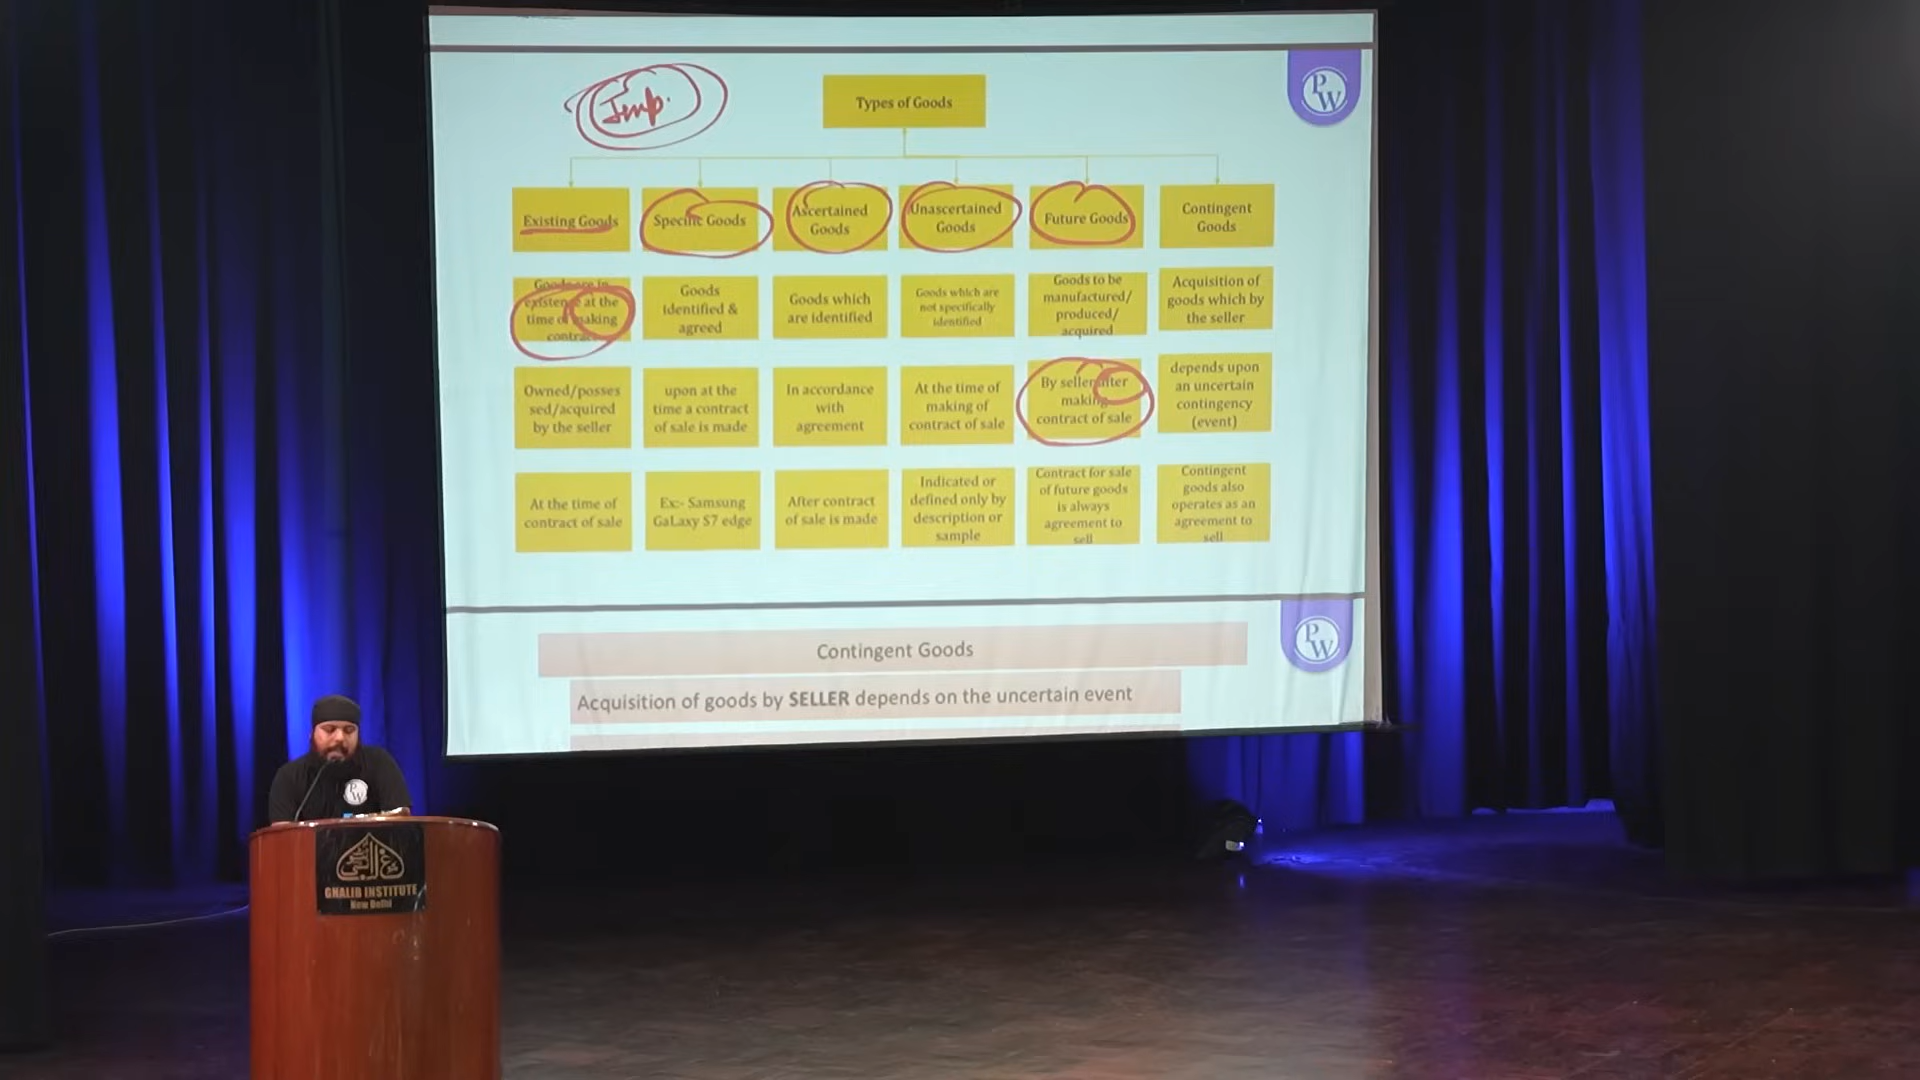 Imp.
Types of Goods
P
W
Existing Goods
Specific Goods
Ascertained
Goods
Unascertained
Goods
Future Goods
Contingent
Goods
Goods are in
existence at the
time of making
contract
Goods
identified &
agreed
Goods which
are identified
Goods which are
not specifically
identified
Goods to be
manufactured/
produced/
acquired
Acquisition of
goods which by
the seller
Owned/posses
sed/acquired
by the seller
upon at the
time a contract
of sale is made
In accordance
with
agreement
At the time of
making of
contract of sale
By seller after
making
contract of sale
depends upon
an uncertain
contingency
(event)
At the time of
contract of sale
Ex:- Samsung
GaLaxy S7 edge
After contract
of sale is made
Indicated or
defined only by
description or
sample
Contract for sale
of future goods
is always
agreement to
sell
Contingent
goods also
operates as an
agreement to
sell
P
W
Contingent Goods
Acquisition of goods by SELLER depends on the uncertain event
P
W
GHALIB INSTITUTE
New Delhi